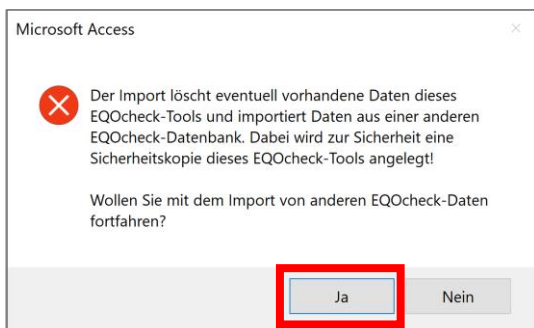 Microsoft Access
Der Import löscht eventuell vorhandene Daten dieses
EQOcheck-Tools und importiert Daten aus einer anderen
EQOcheck-Datenbank. Dabei wird zur Sicherheit eine
Sicherheitskopie dieses EQOcheck-Tools angelegt!
Wollen Sie mit dem Import von anderen EQOcheck-Daten
fortfahren?
Ja Nein